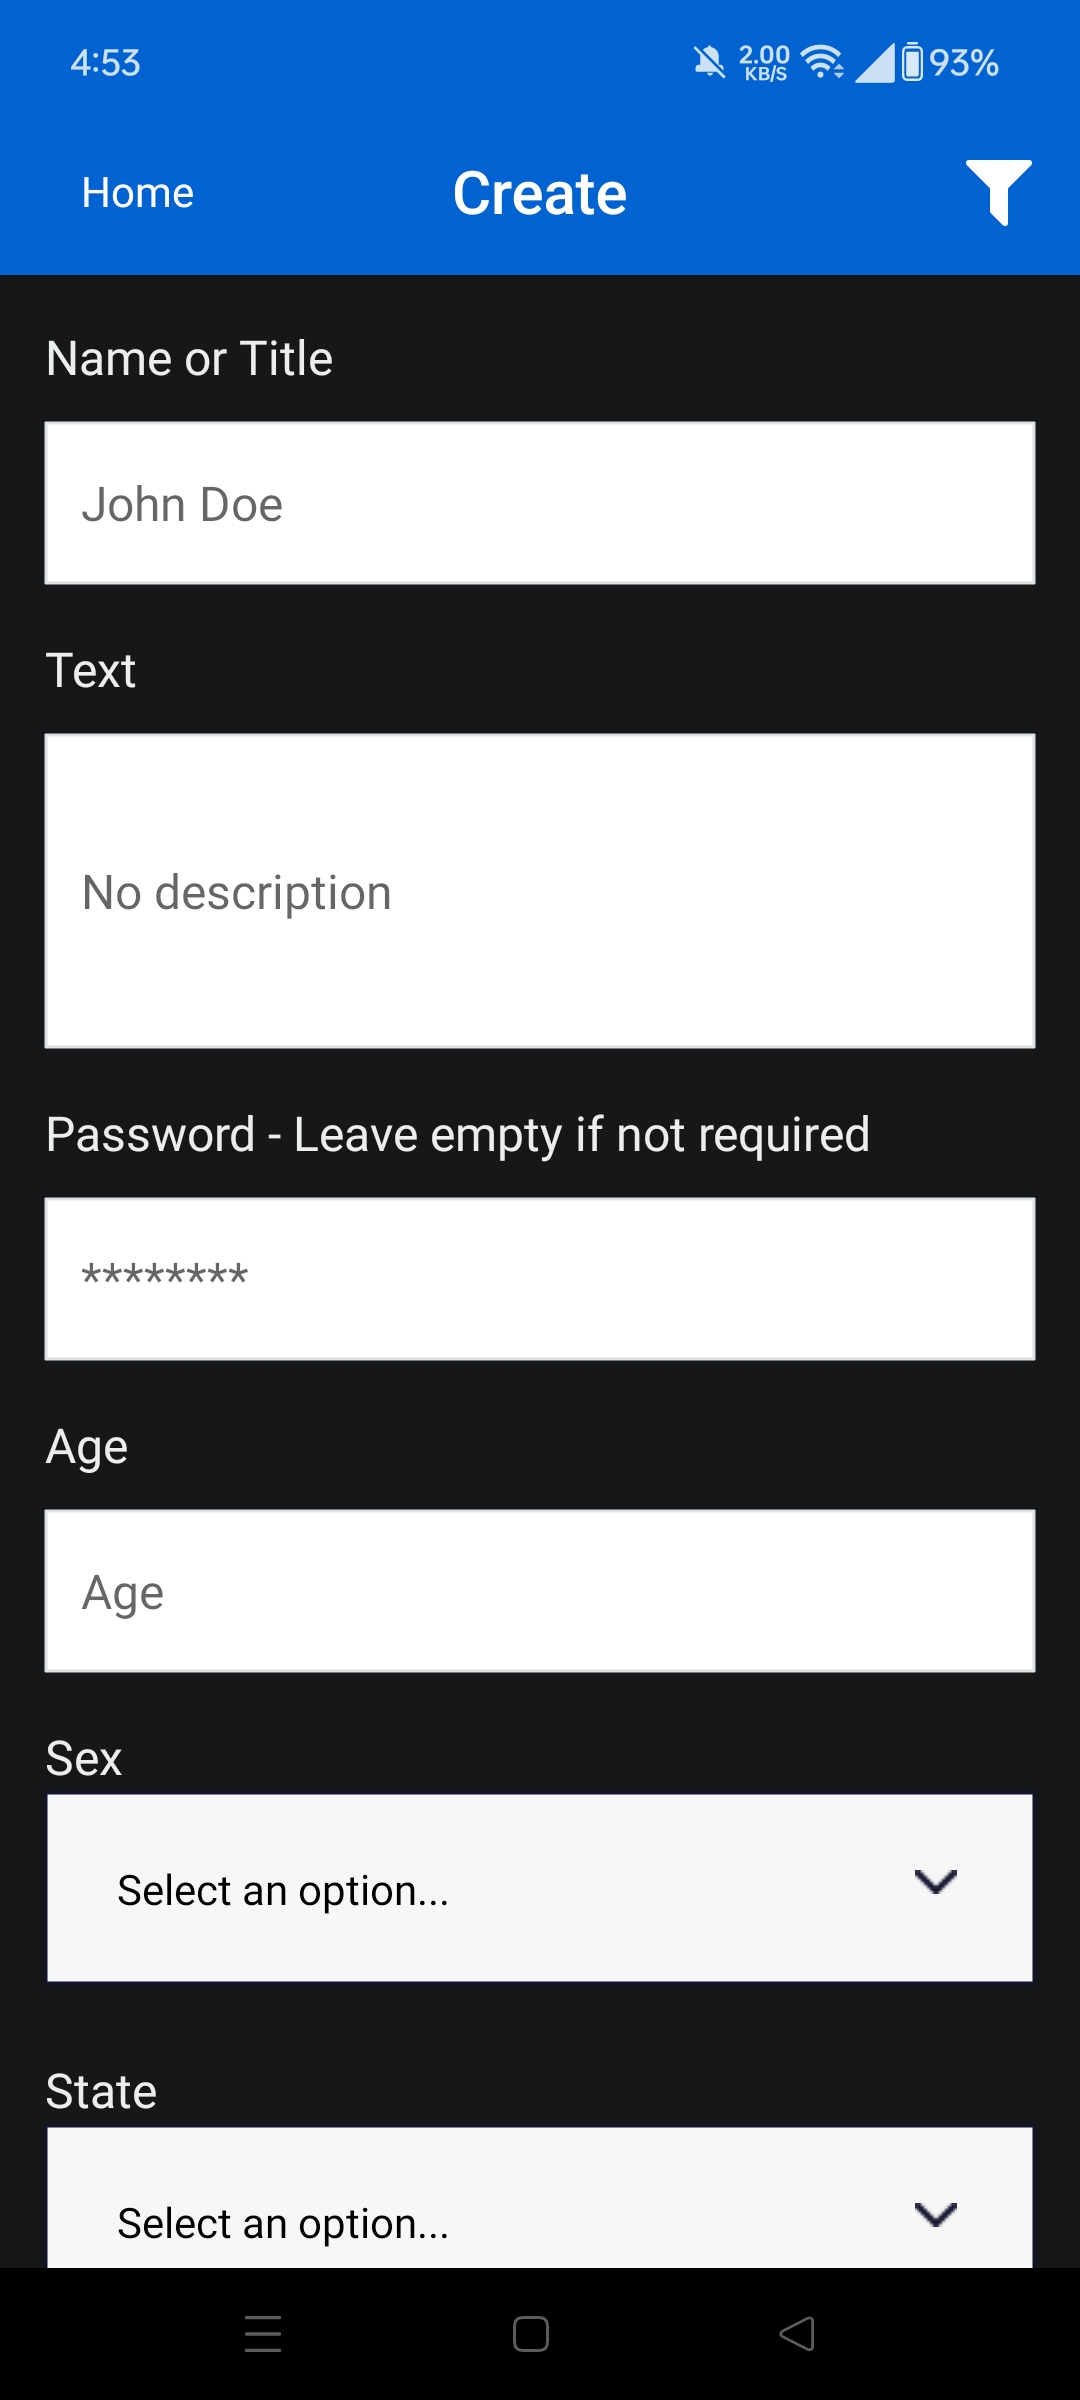 4:53
2.00
KB/S
93%
Home
Create
Name or Title
John Doe
Text
No description
Password - Leave empty if not required
********
Age
Age
Sex
Select an option...
State
Select an option...